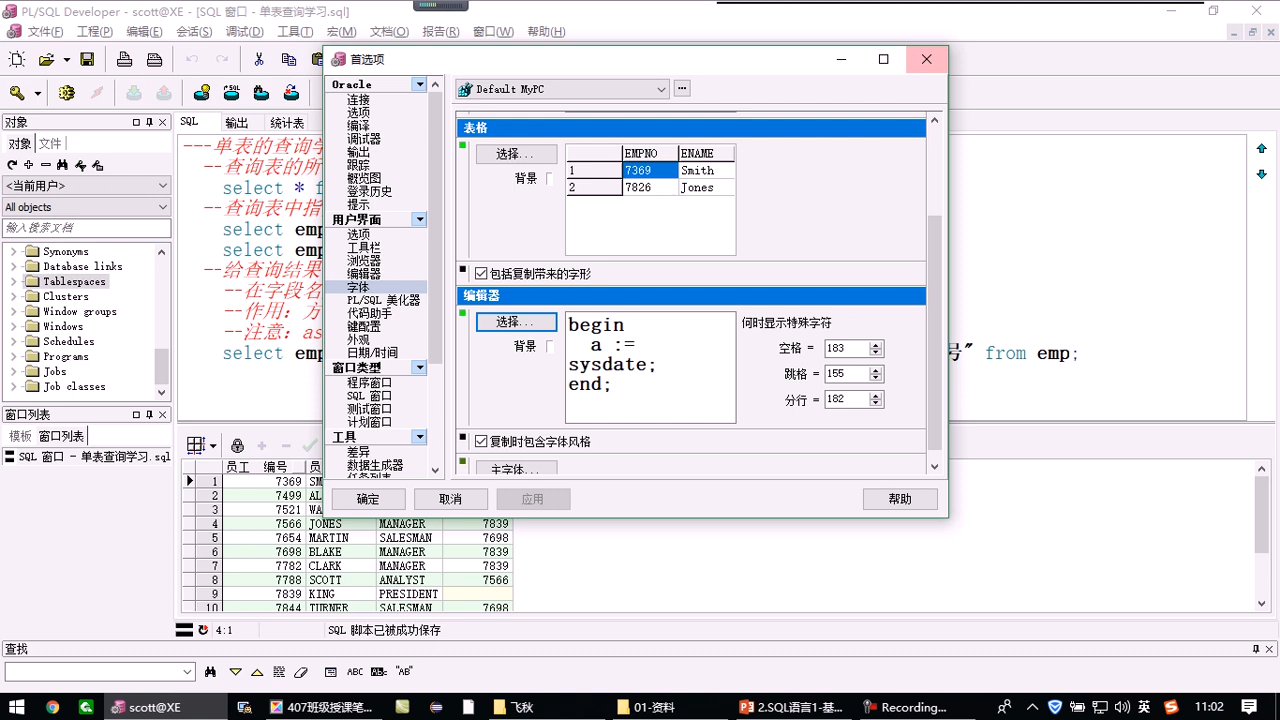 PL/SQL Developer - scott@XE - [SQL 窗口 - 单表查询学习.sql]
文件(F) 工程(P) 编辑(E) 会话(S) 调试(D) 工具(T) 宏(M) 文档(O) 报告(R) 窗口(W) 帮助(H)
对象
对象 文件
<当前用户>
All objects
输入搜索文档
Synonyms
Database links
Tablespaces
Clusters
Window groups
Windows
Schedules
Programs
Jobs
Job classes
窗口列表
模板 窗口列表
SQL 窗口 - 单表查询学习.sql
SQL 输出 统计表
---单表的查询学
--查询表的所
select * f
--查询表中指
select emp
select emp
--给查询结果
--在字段名
--作用：方
--注意：as
select emp
号" from emp;
首选项
Oracle
连接
选项
编译
调试器
输出
跟踪
概览图
登录历史
提示
用户界面
选项
工具栏
浏览器
编辑器
字体
PL/SQL 美化器
代码助手
键配置
外观
日期/时间
窗口类型
程序窗口
SQL 窗口
测试窗口
计划窗口
工具
差异
数据生成器
Default MyPC
表格
选择...
背景
EMPNO ENAME
1 7369 Smith
2 7826 Jones
包括复制带来的字形
编辑器
选择...
背景
begin
a :=
sysdate;
end;
何时显示特殊字符
空格 = 183
跳格 = 155
分行 = 182
复制时包含字体风格
主字体...
确定 取消 应用 帮助
员工 编号 员
1 7369 SM
2 7499 AL
3 7521 WA
4 7566 JONES MANAGER 7839
5 7654 MARTIN SALESMAN 7698
6 7698 BLAKE MANAGER 7839
7 7782 CLARK MANAGER 7839
8 7788 SCOTT ANALYST 7566
9 7839 KING PRESIDENT
10 7844 TURNER SALESMAN 7698
4:1 SQL 脚本已被成功保存
查找
ABC ABc "AB"
scott@XE 407班级授课笔... 飞秋 01-资料 2.SQL语言1-基... Recording... 英 11:02